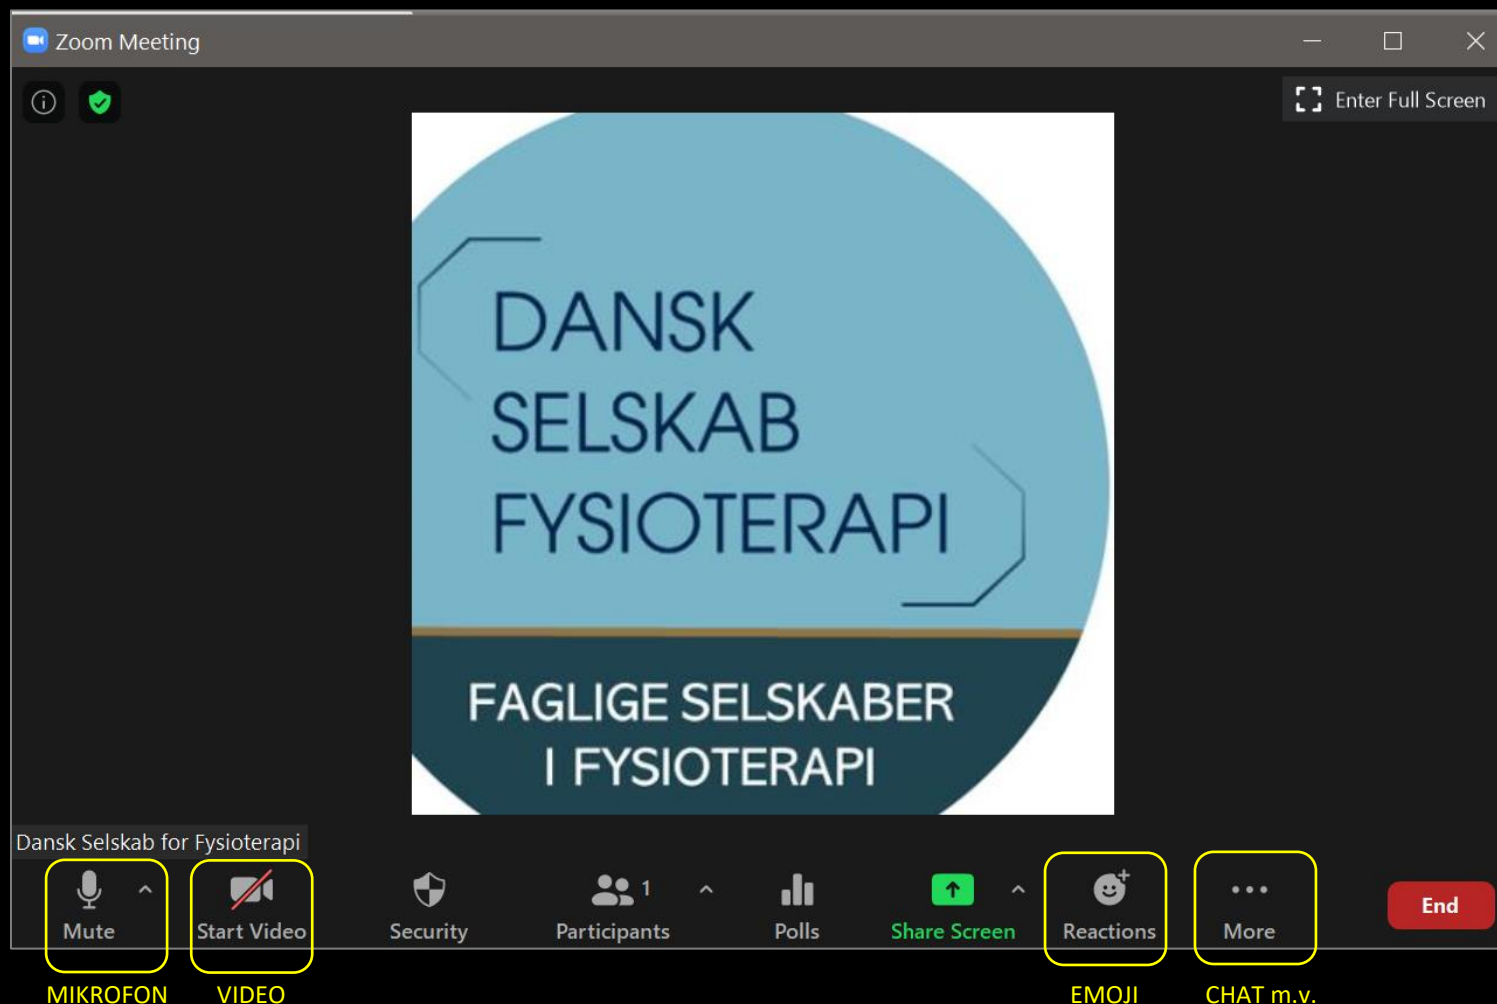 Zoom Meeting
Enter Full Screen
DANSK
SELSKAB
FYSIOTERAPI
FAGLIGE SELSKABER
I FYSIOTERAPI
Dansk Selskab for Fysioterapi
1
Mute Start Video Security Participants Polls Share Screen Reactions More End
MIKROFON VIDEO EMOJI CHAT m.v.